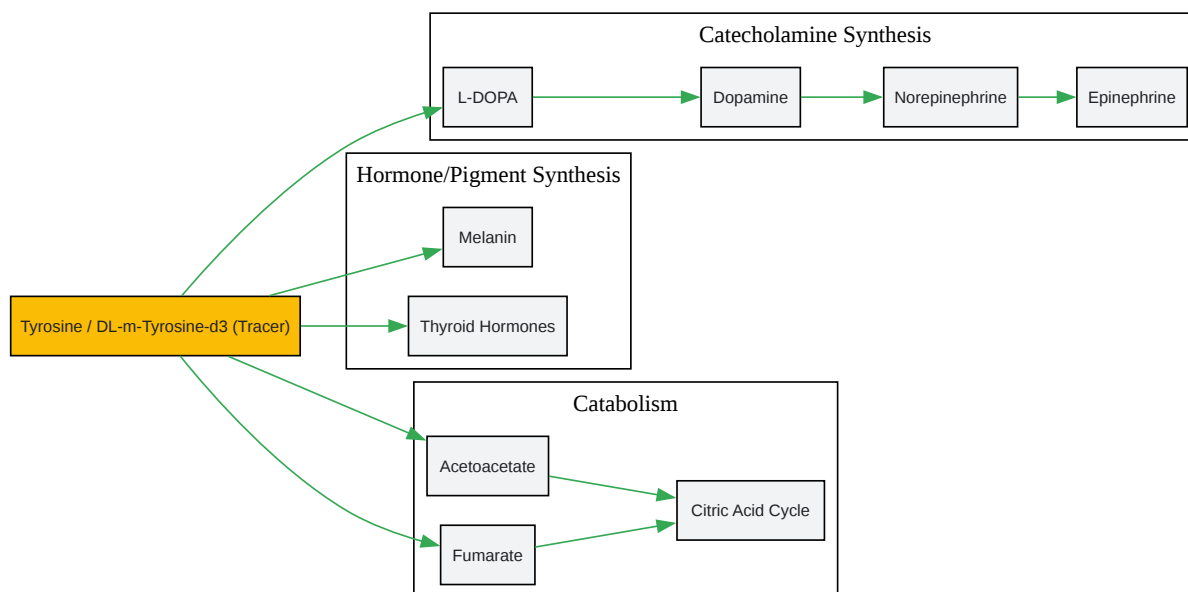 Catecholamine Synthesis
L-DOPA
Dopamine
Norepinephrine
Epinephrine
Hormone/Pigment Synthesis
Melanin
Tyrosine / DL-m-Tyrosine-d3 (Tracer)
Thyroid Hormones
Catabolism
Acetoacetate
Citric Acid Cycle
Fumarate